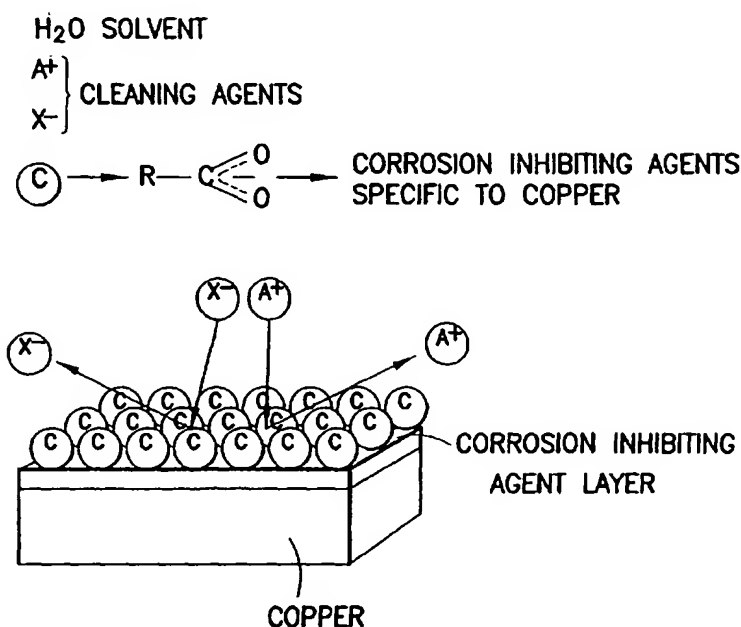 H2O SOLVENT
A+
X-
CLEANING AGENTS
C → R—C O O → CORROSION INHIBITING AGENTS
SPECIFIC TO COPPER
X- A+
X- A+
C C C C C C C
C C C C C C C
C C C C C C C
CORROSION INHIBITING
AGENT LAYER
COPPER